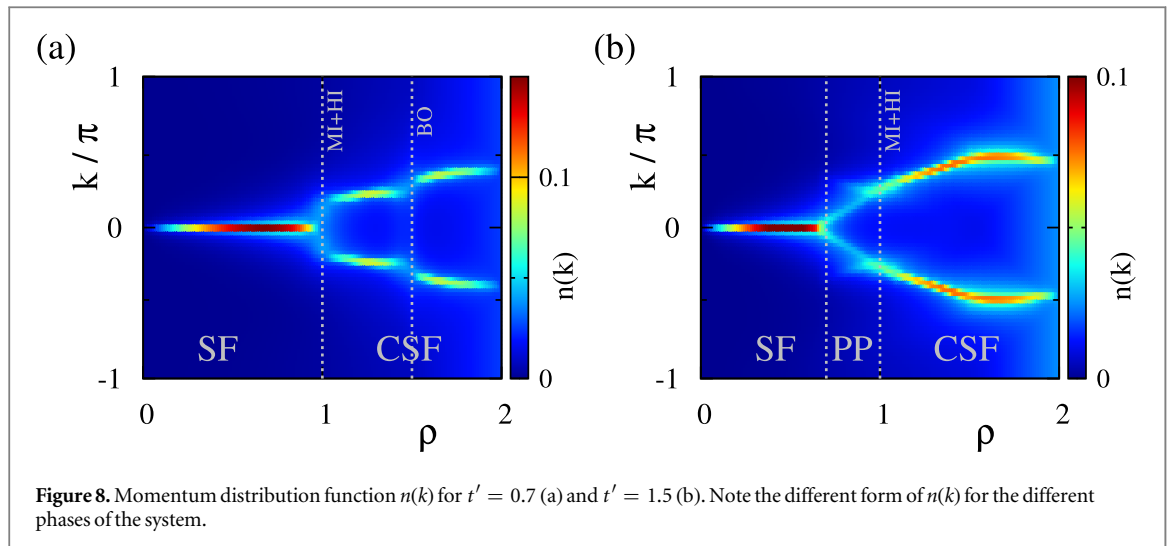 (a)
(b)
1
0
-1
k / π
MI+HI
BO
SF
CSF
0
1
2
ρ
0.1
0
n(k)
1
0
-1
k / π
MI+HI
SF
PP
CSF
0
1
2
ρ
0.1
0
n(k)
Figure 8. Momentum distribution function n(k) for t′ = 0.7 (a) and t′ = 1.5 (b). Note the different form of n(k) for the different
phases of the system.